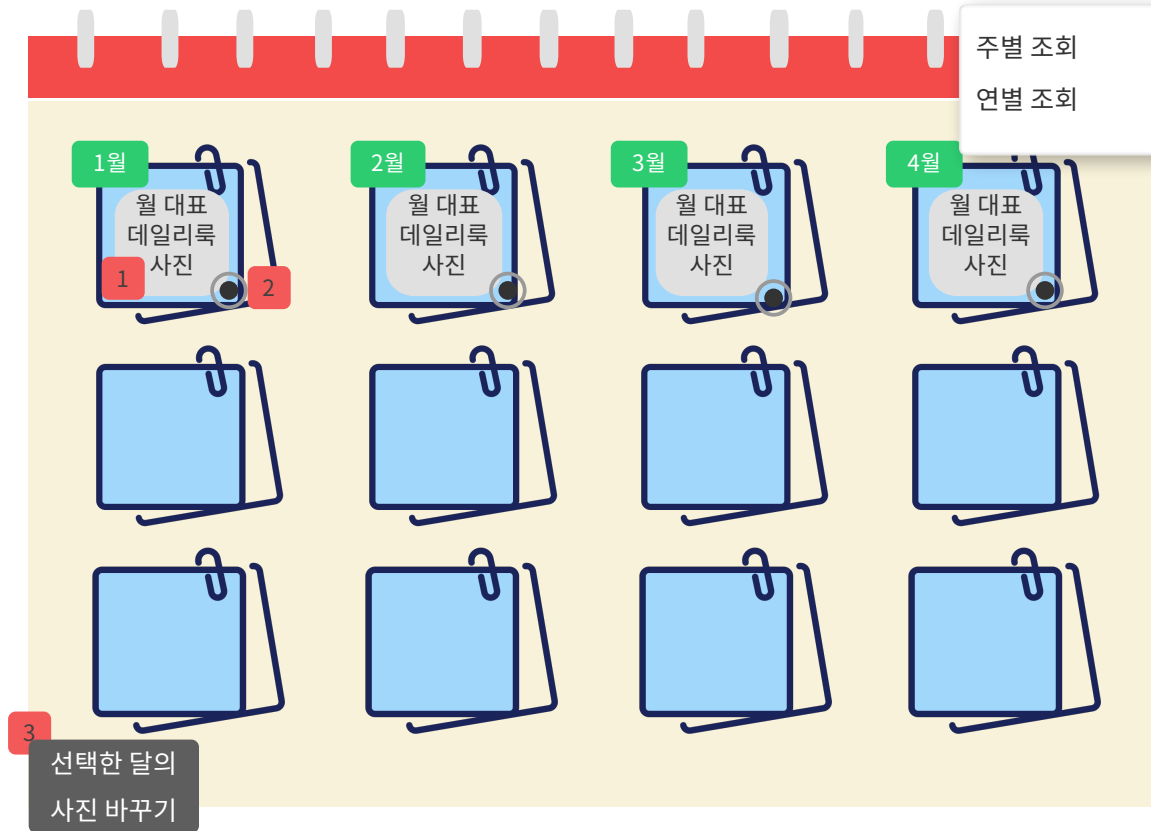 주별 조회
연별 조회
1월
2월
3월
4월
월 대표
데일리룩
사진
월 대표
데일리룩
사진
월 대표
데일리룩
사진
월 대표
데일리룩
사진
1
2
3
선택한 달의
사진 바꾸기